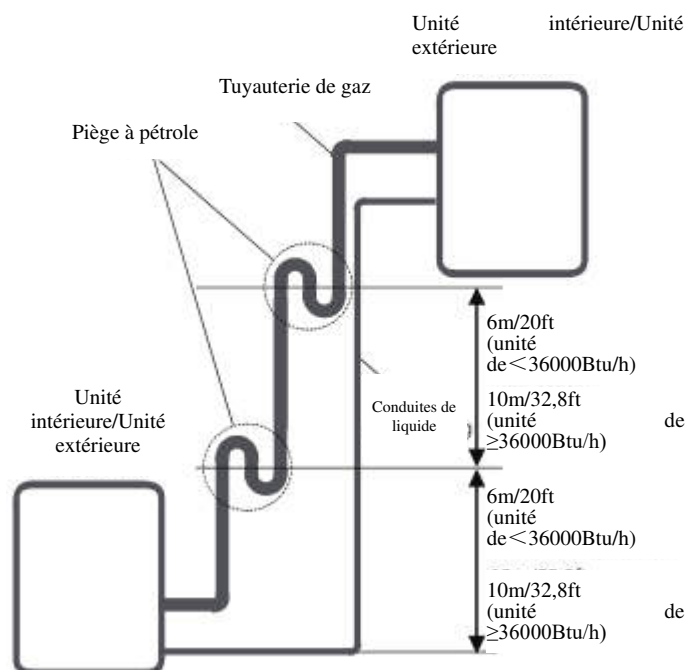 Unité intérieure/Unité
extérieure
Tuyauterie de gaz
Piège à pétrole
6m/20ft
(unité
de<36000Btu/h)
10m/32,8ft
(unité de
≥36000Btu/h)
Unité
intérieure/Unité
extérieure
Conduites de
liquide
6m/20ft
(unité
de<36000Btu/h)
10m/32,8ft
(unité de
≥36000Btu/h)